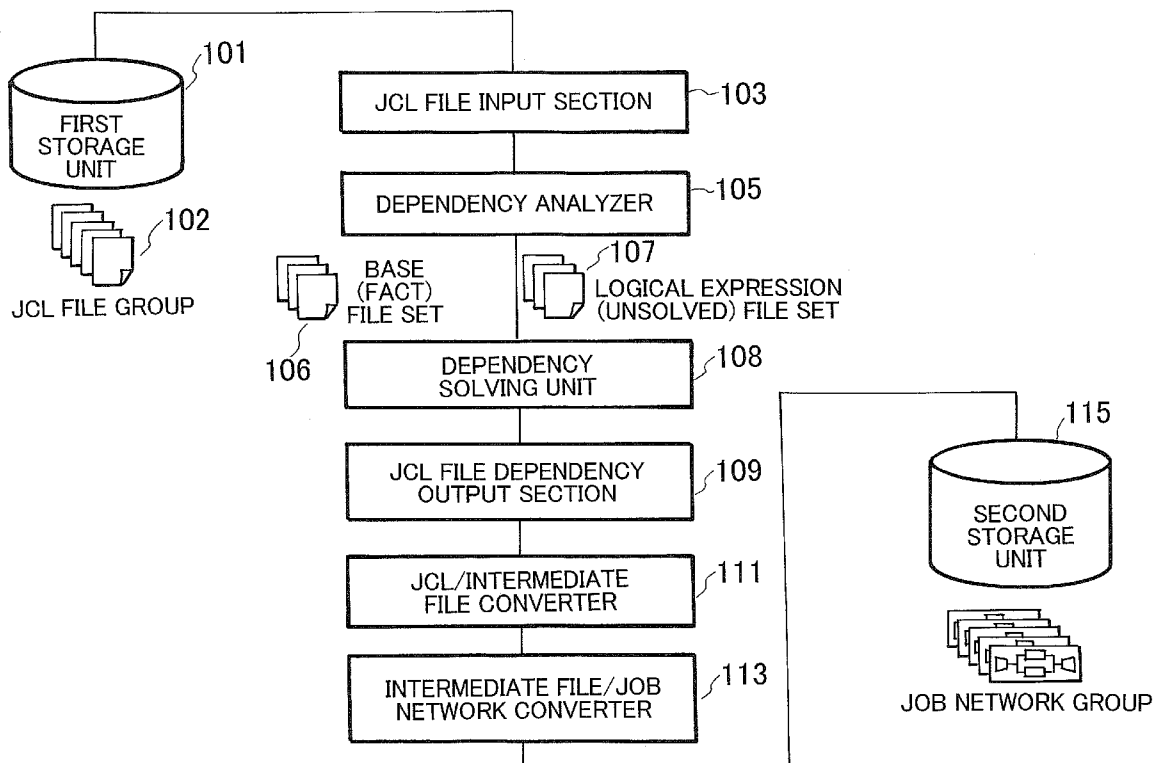 101
FIRST
STORAGE
UNIT
102
JCL FILE GROUP
JCL FILE INPUT SECTION
103
DEPENDENCY ANALYZER
105
BASE
(FACT)
FILE SET
106
107
LOGICAL EXPRESSION
(UNSOLVED) FILE SET
DEPENDENCY
SOLVING UNIT
108
JCL FILE DEPENDENCY
OUTPUT SECTION
109
JCL/INTERMEDIATE
FILE CONVERTER
111
INTERMEDIATE FILE/JOB
NETWORK CONVERTER
113
115
SECOND
STORAGE
UNIT
JOB NETWORK GROUP